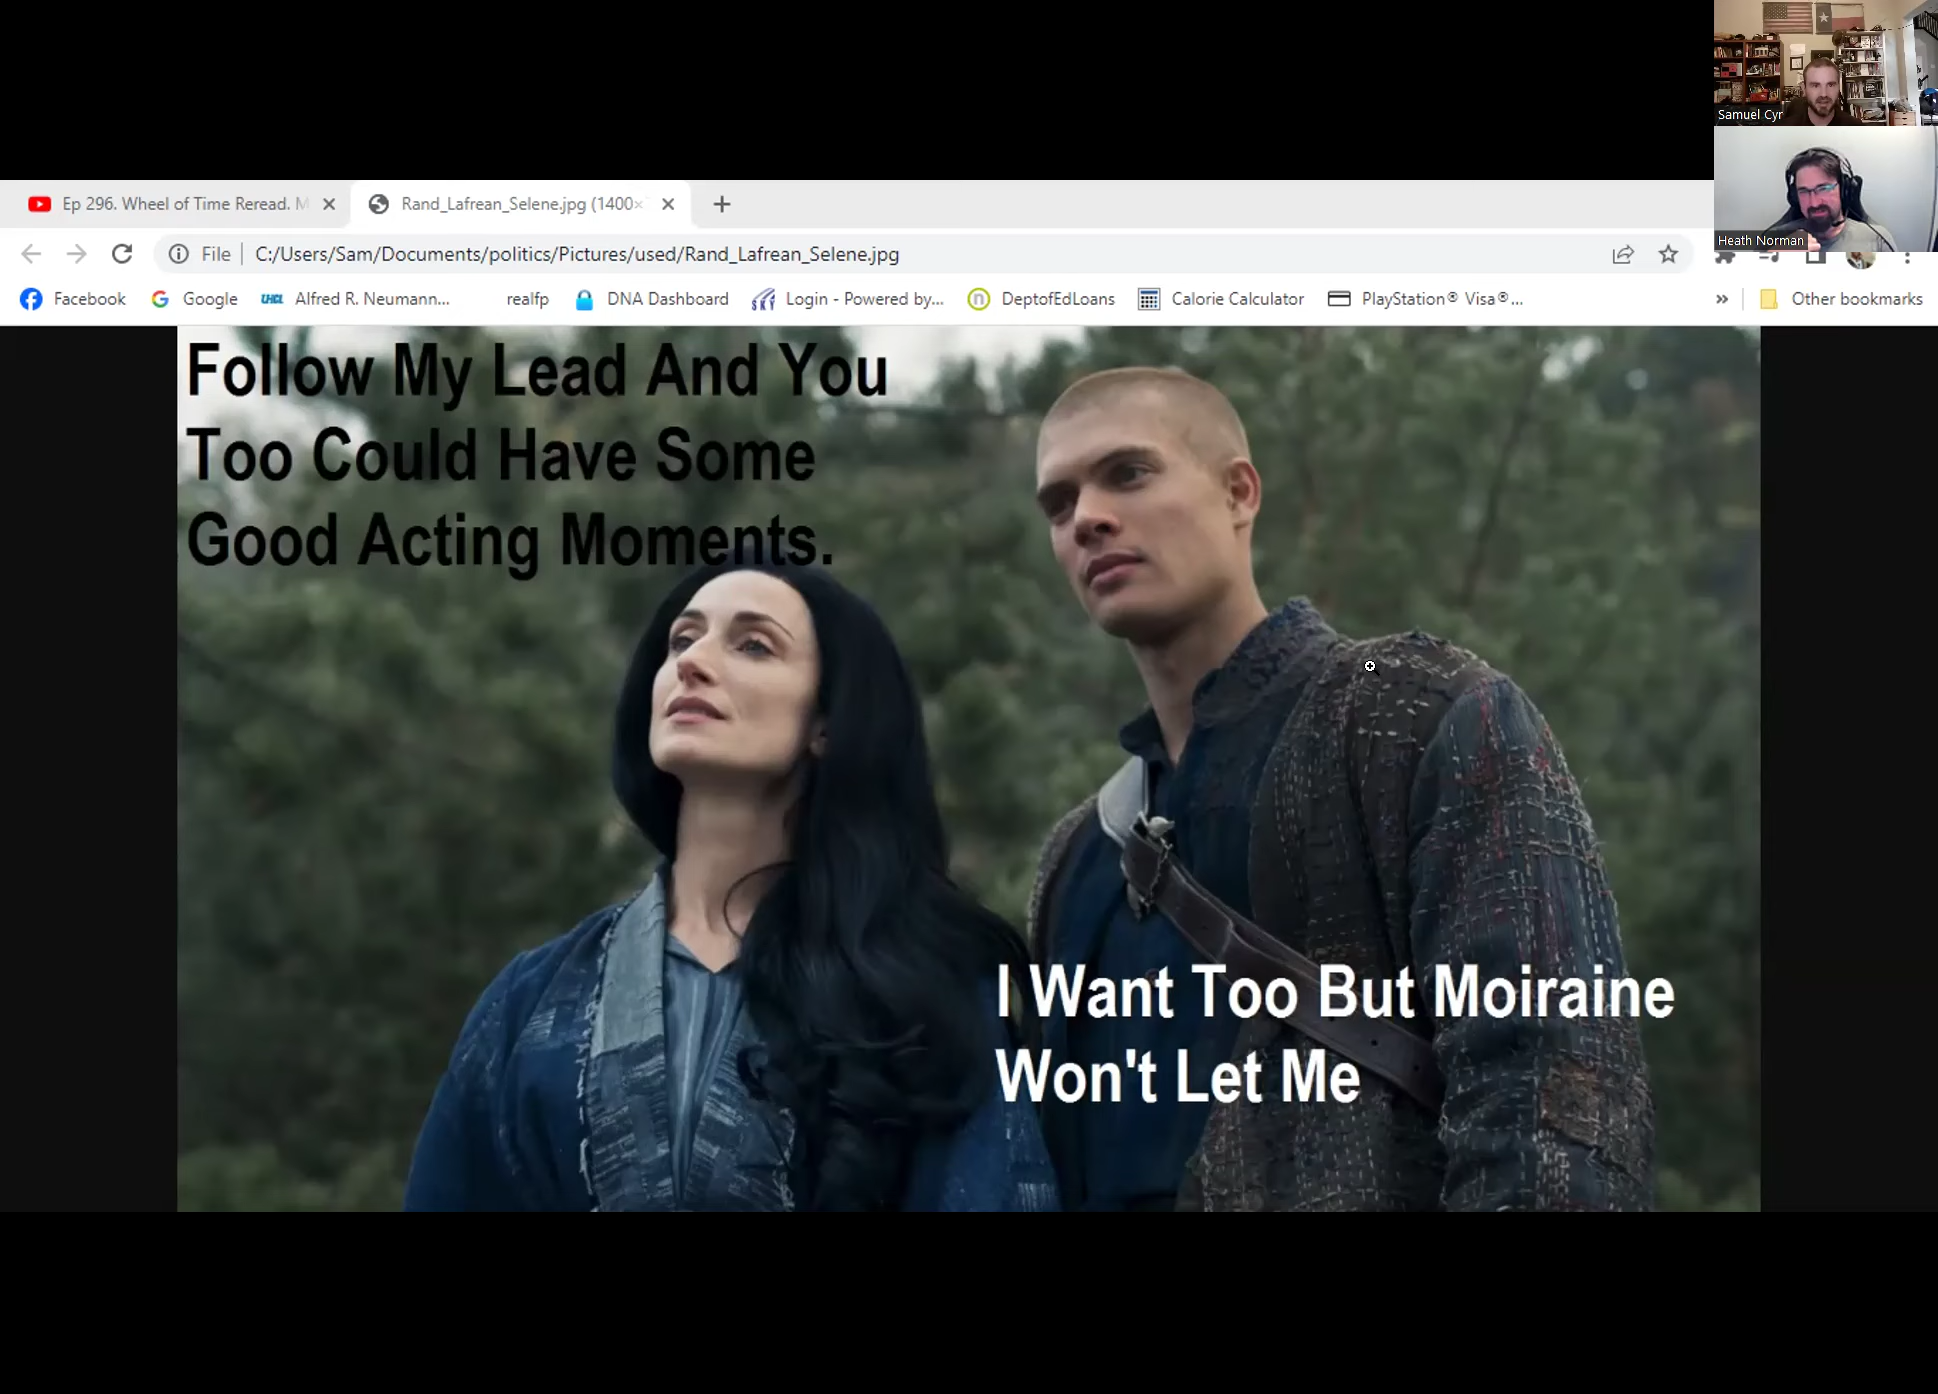 Samuel Cyr
Heath Norman
Ep 296. Wheel of Time Reread. M
Rand_Lafrean_Selene.jpg (1400×
File
C:/Users/Sam/Documents/politics/Pictures/used/Rand_Lafrean_Selene.jpg
Facebook
Google
UHCL Alfred R. Neumann...
realfp
DNA Dashboard
SKY Login - Powered by...
n DeptofEdLoans
Calorie Calculator
PlayStation® Visa®...
» Other bookmarks
Follow My Lead And You
Too Could Have Some
Good Acting Moments.
I Want Too But Moiraine
Won't Let Me